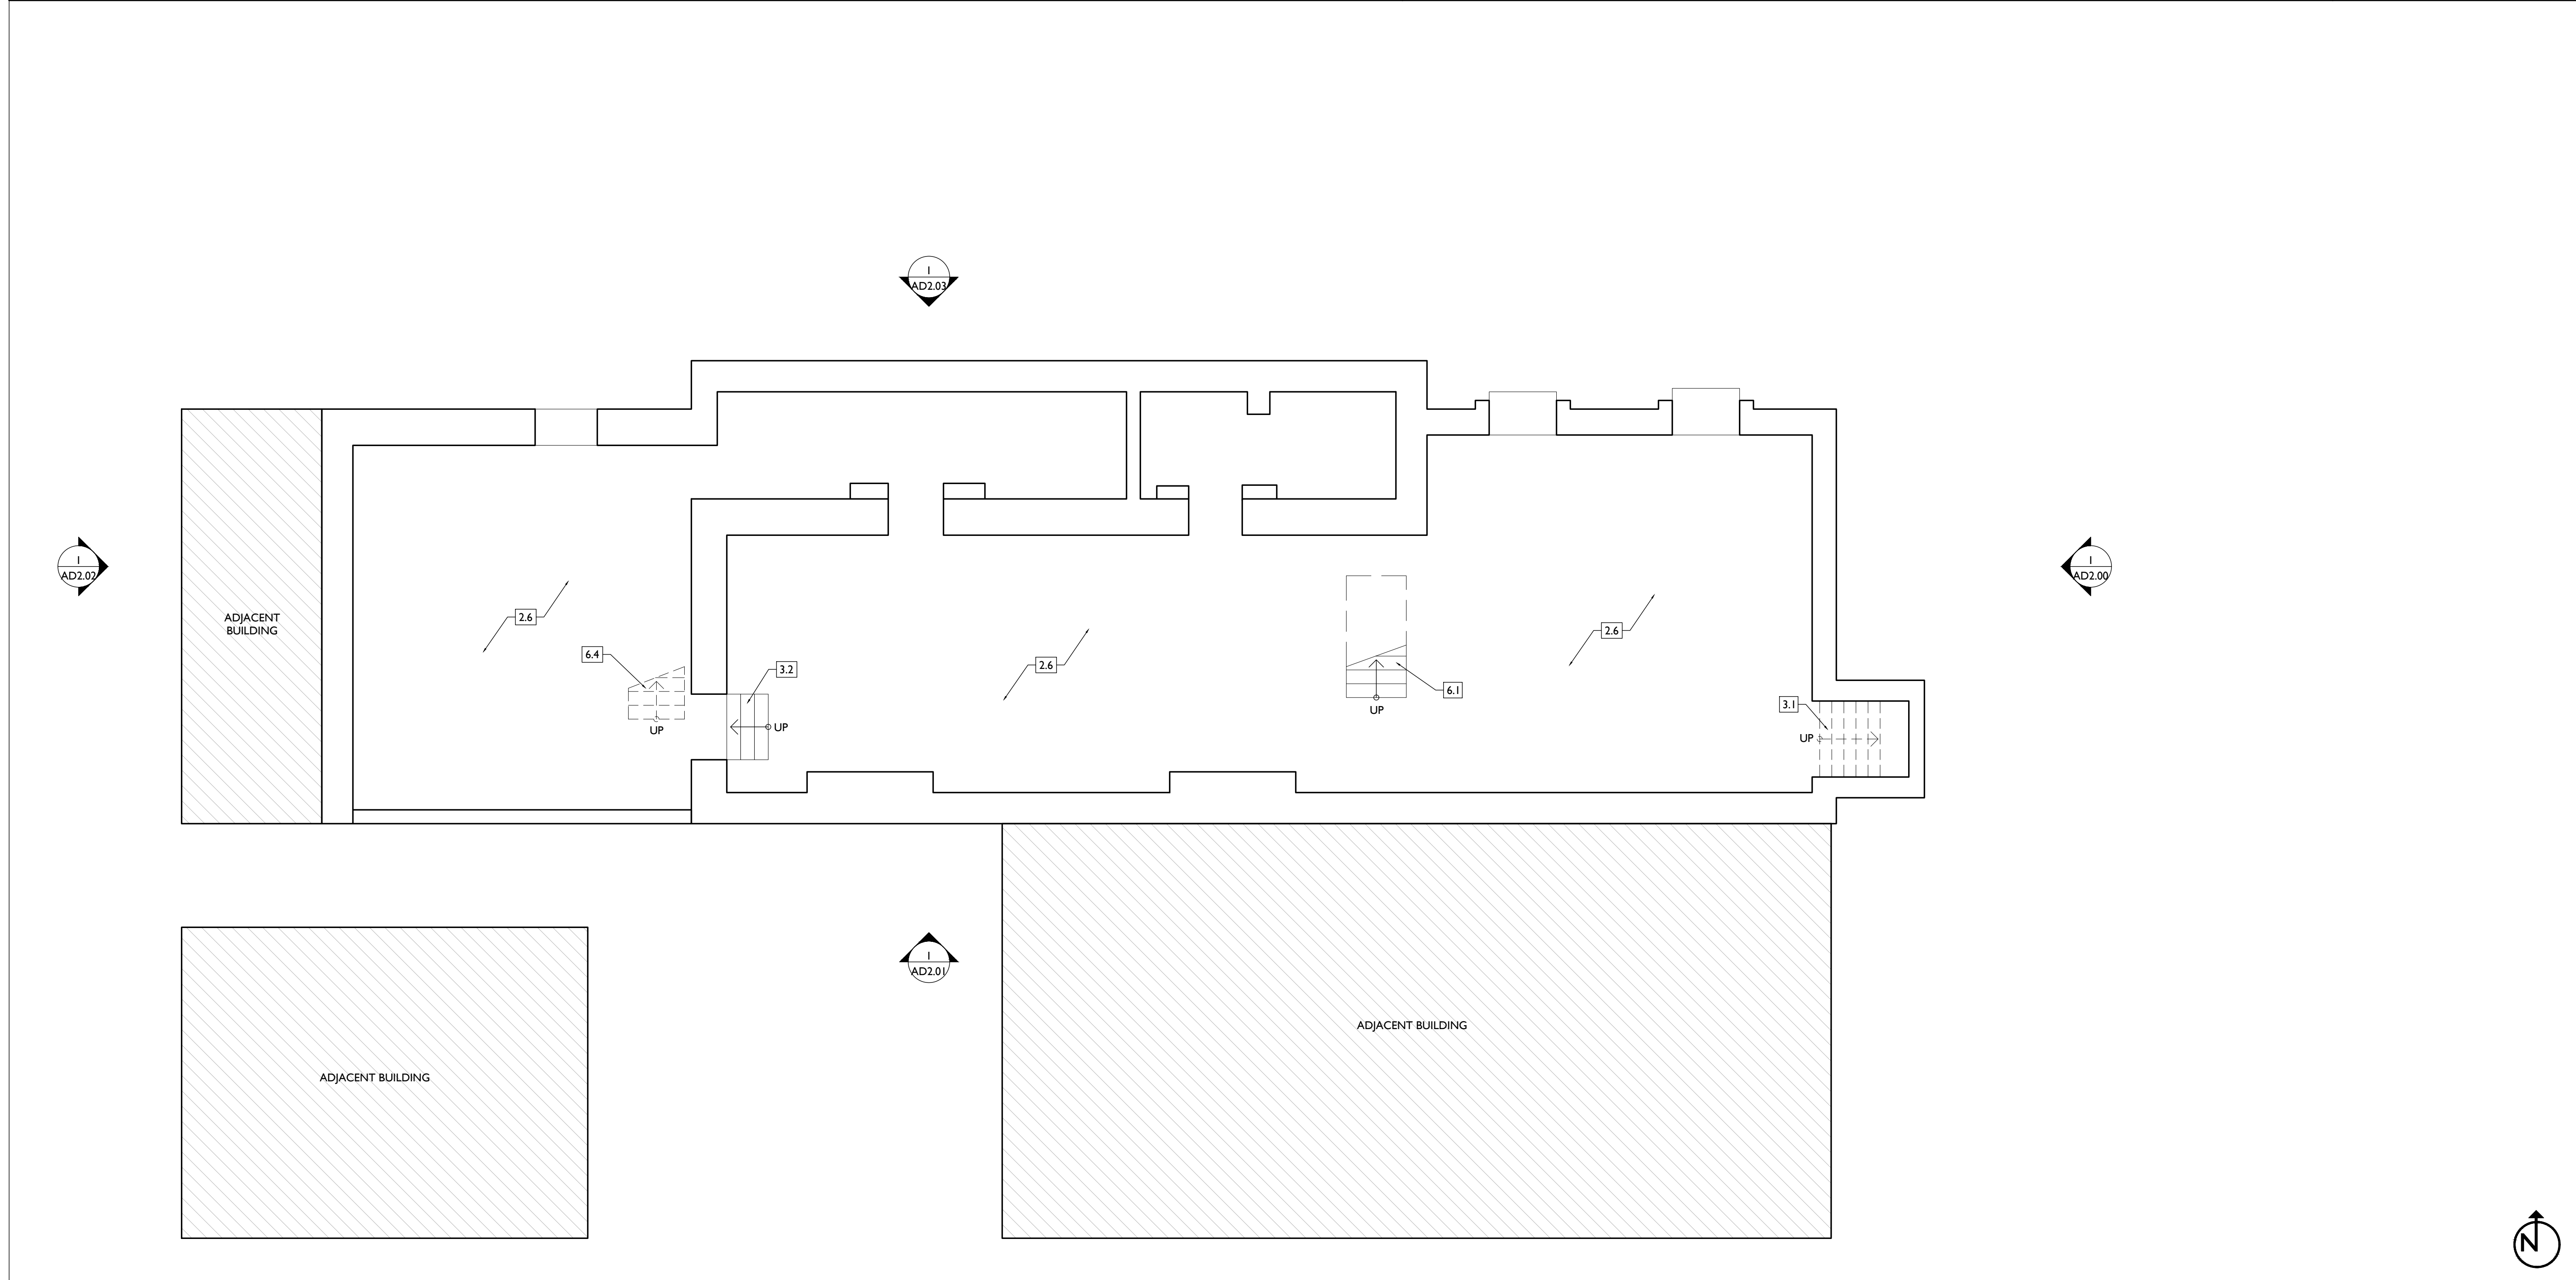 1
AD2.03
1
AD2.02
1
AD2.00
ADJACENT
BUILDING
2.6
6.4
UP
3.2
UP
2.6
6.1
UP
2.6
3.1
UP
1
AD2.01
ADJACENT BUILDING
ADJACENT BUILDING
N